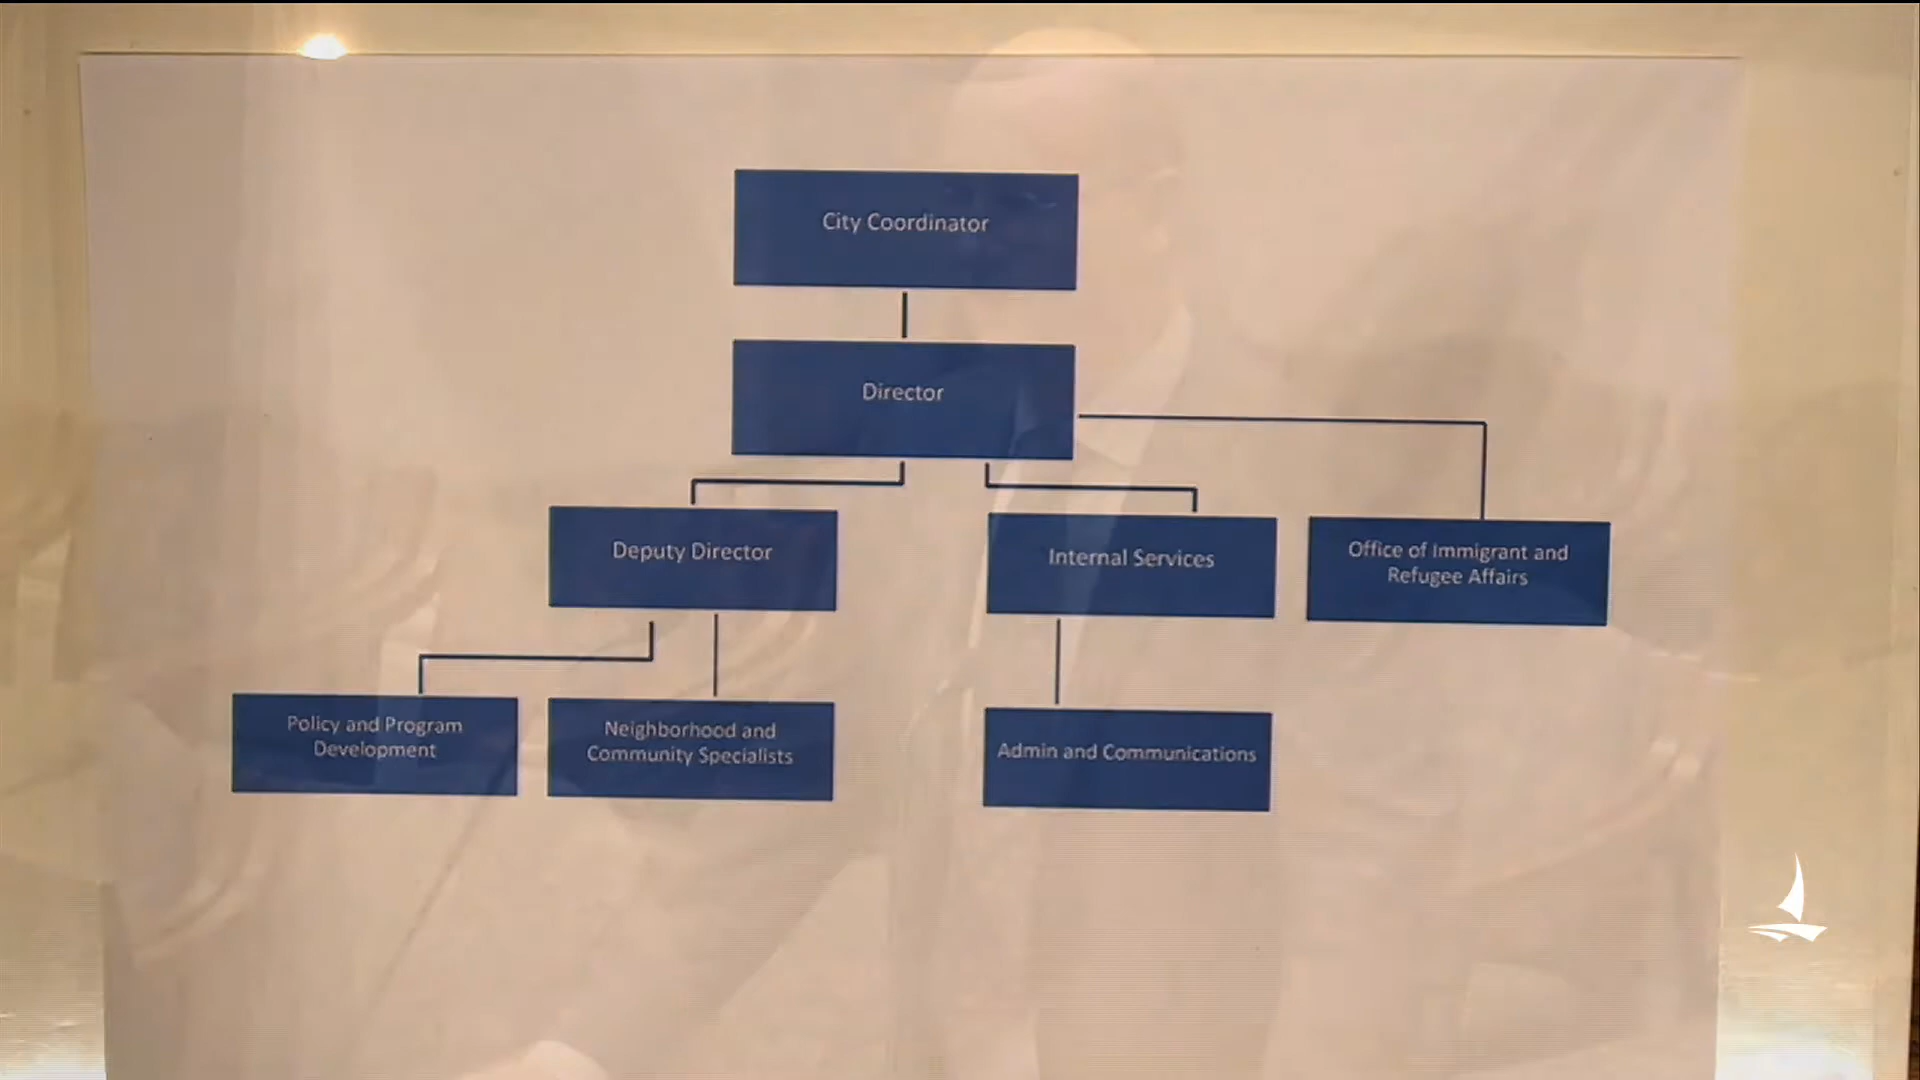 City Coordinator
Director
Deputy Director
Internal Services
Office of Immigrant and
Refugee Affairs
Policy and Program
Development
Neighborhood and
Community Specialists
Admin and Communications